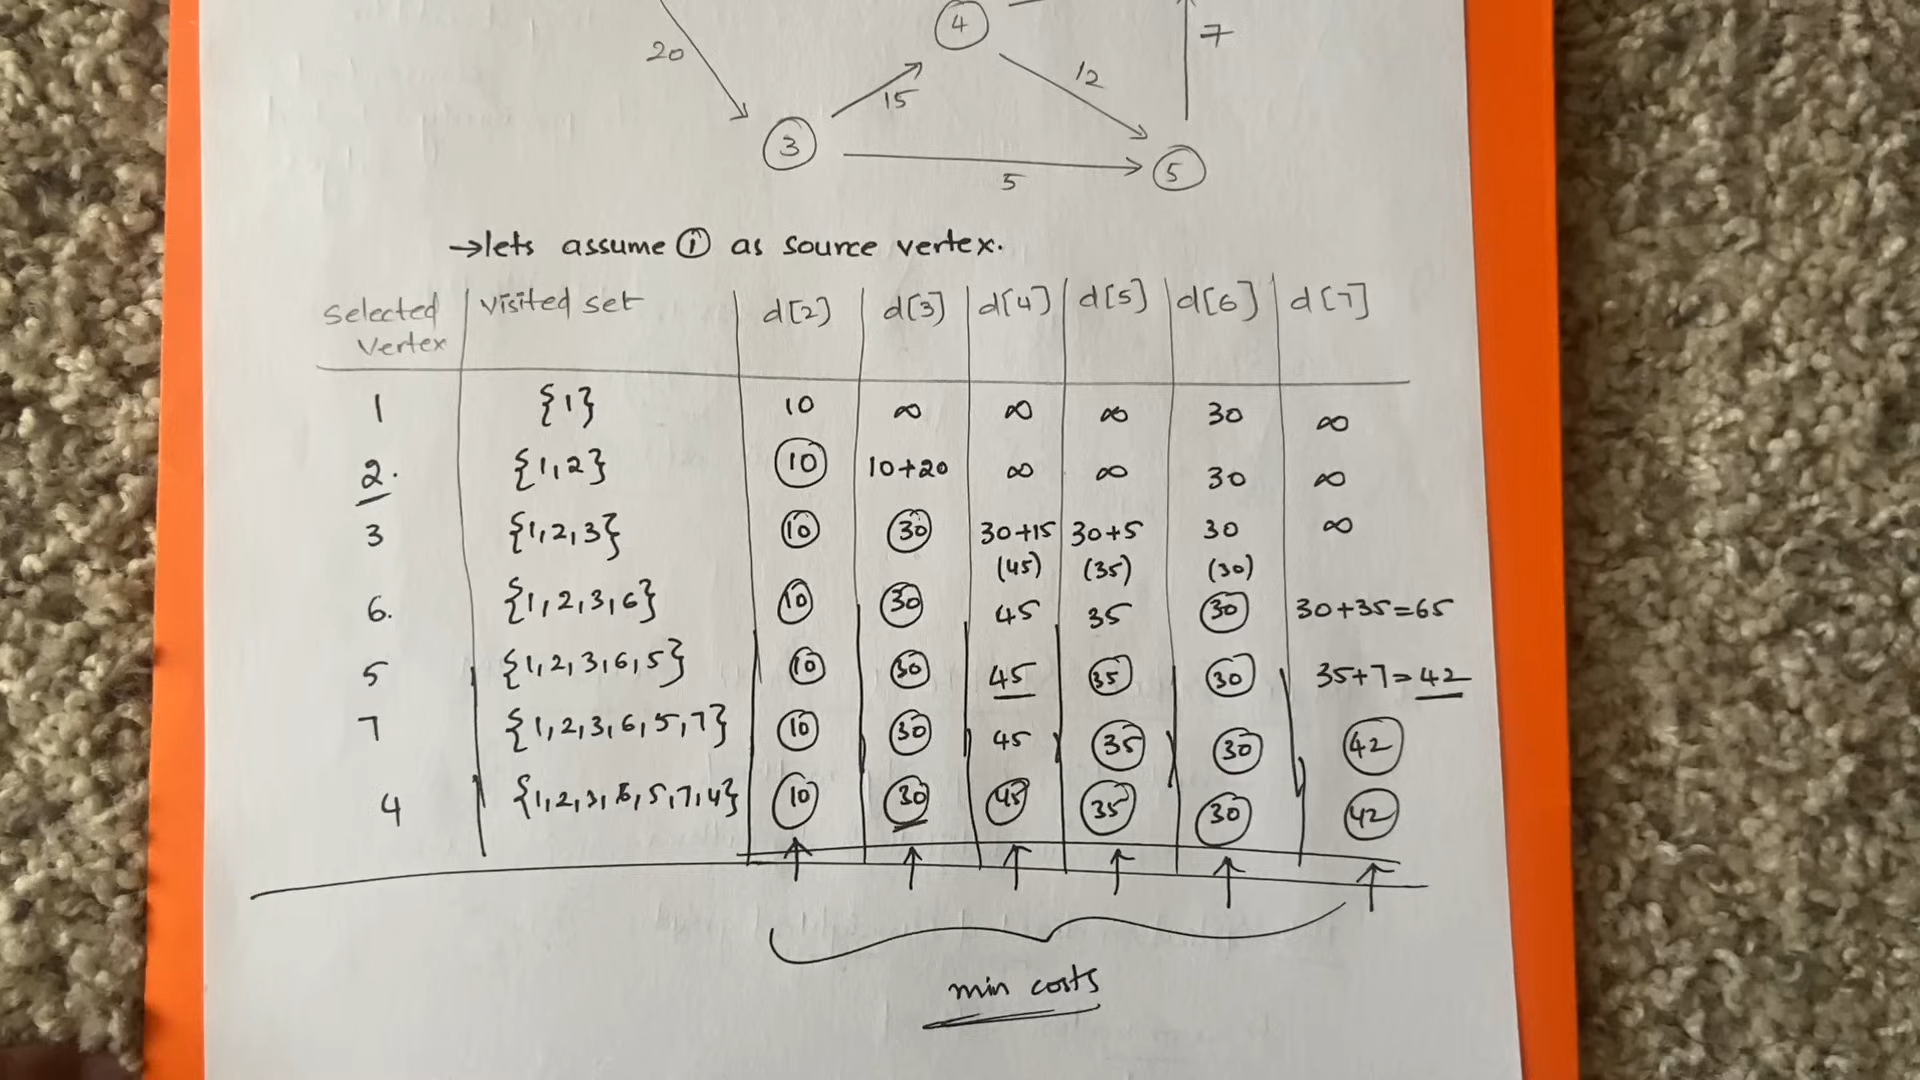 4
7
20
12
15
3
5
5
→lets assume ① as source vertex.
Selected Vertex | Visited set | d[2] | d[3] | d[4] | d[5] | d[6] | d[7]
1 {1} 10 ∞ ∞ ∞ 30 ∞
2. {1,2} 10 10+20 ∞ ∞ 30 ∞
3 {1,2,3} 10 30 30+15 30+5 30 ∞
(45) (35) (30)
6. {1,2,3,6} 10 30 45 35 30 30+35=65
5 {1,2,3,6,5} 10 30 45 35 30 35+7=42
7 {1,2,3,6,5,7} 10 30 45 35 30 42
4 {1,2,3,6,5,7,4} 10 30 45 35 30 42
min costs